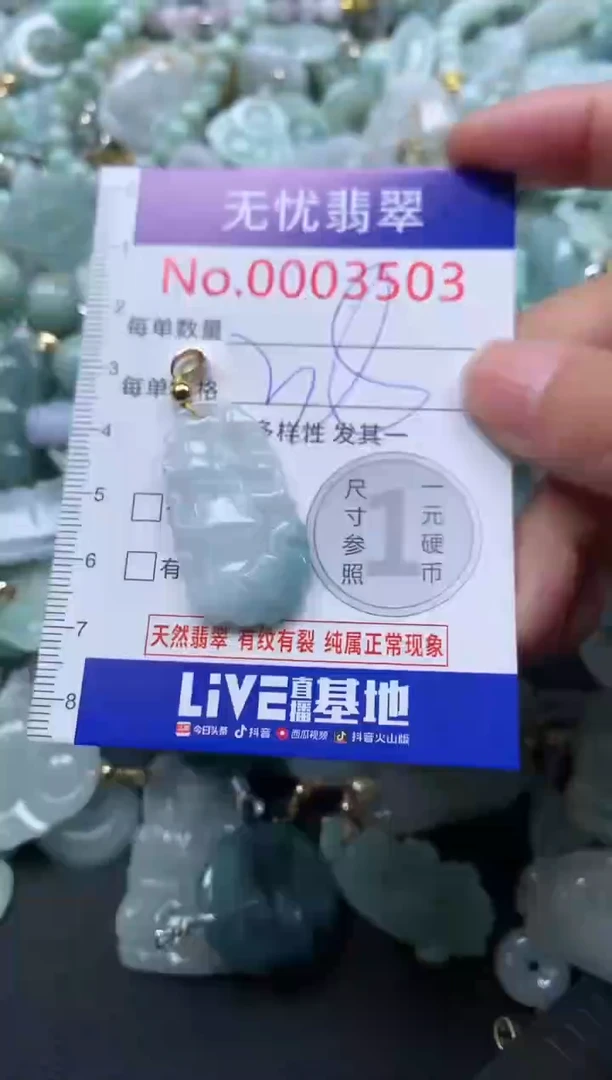 无忧翡翠
No.0003503
1
2
每单数量
3
每单 格
4
多样性 发其一
5
尺寸参照
1
一元硬币
6
有
7
天然翡翠 有纹有裂 纯属正常现象
8
LiVE直播基地
今日头条 抖音 西瓜视频 抖音火山版